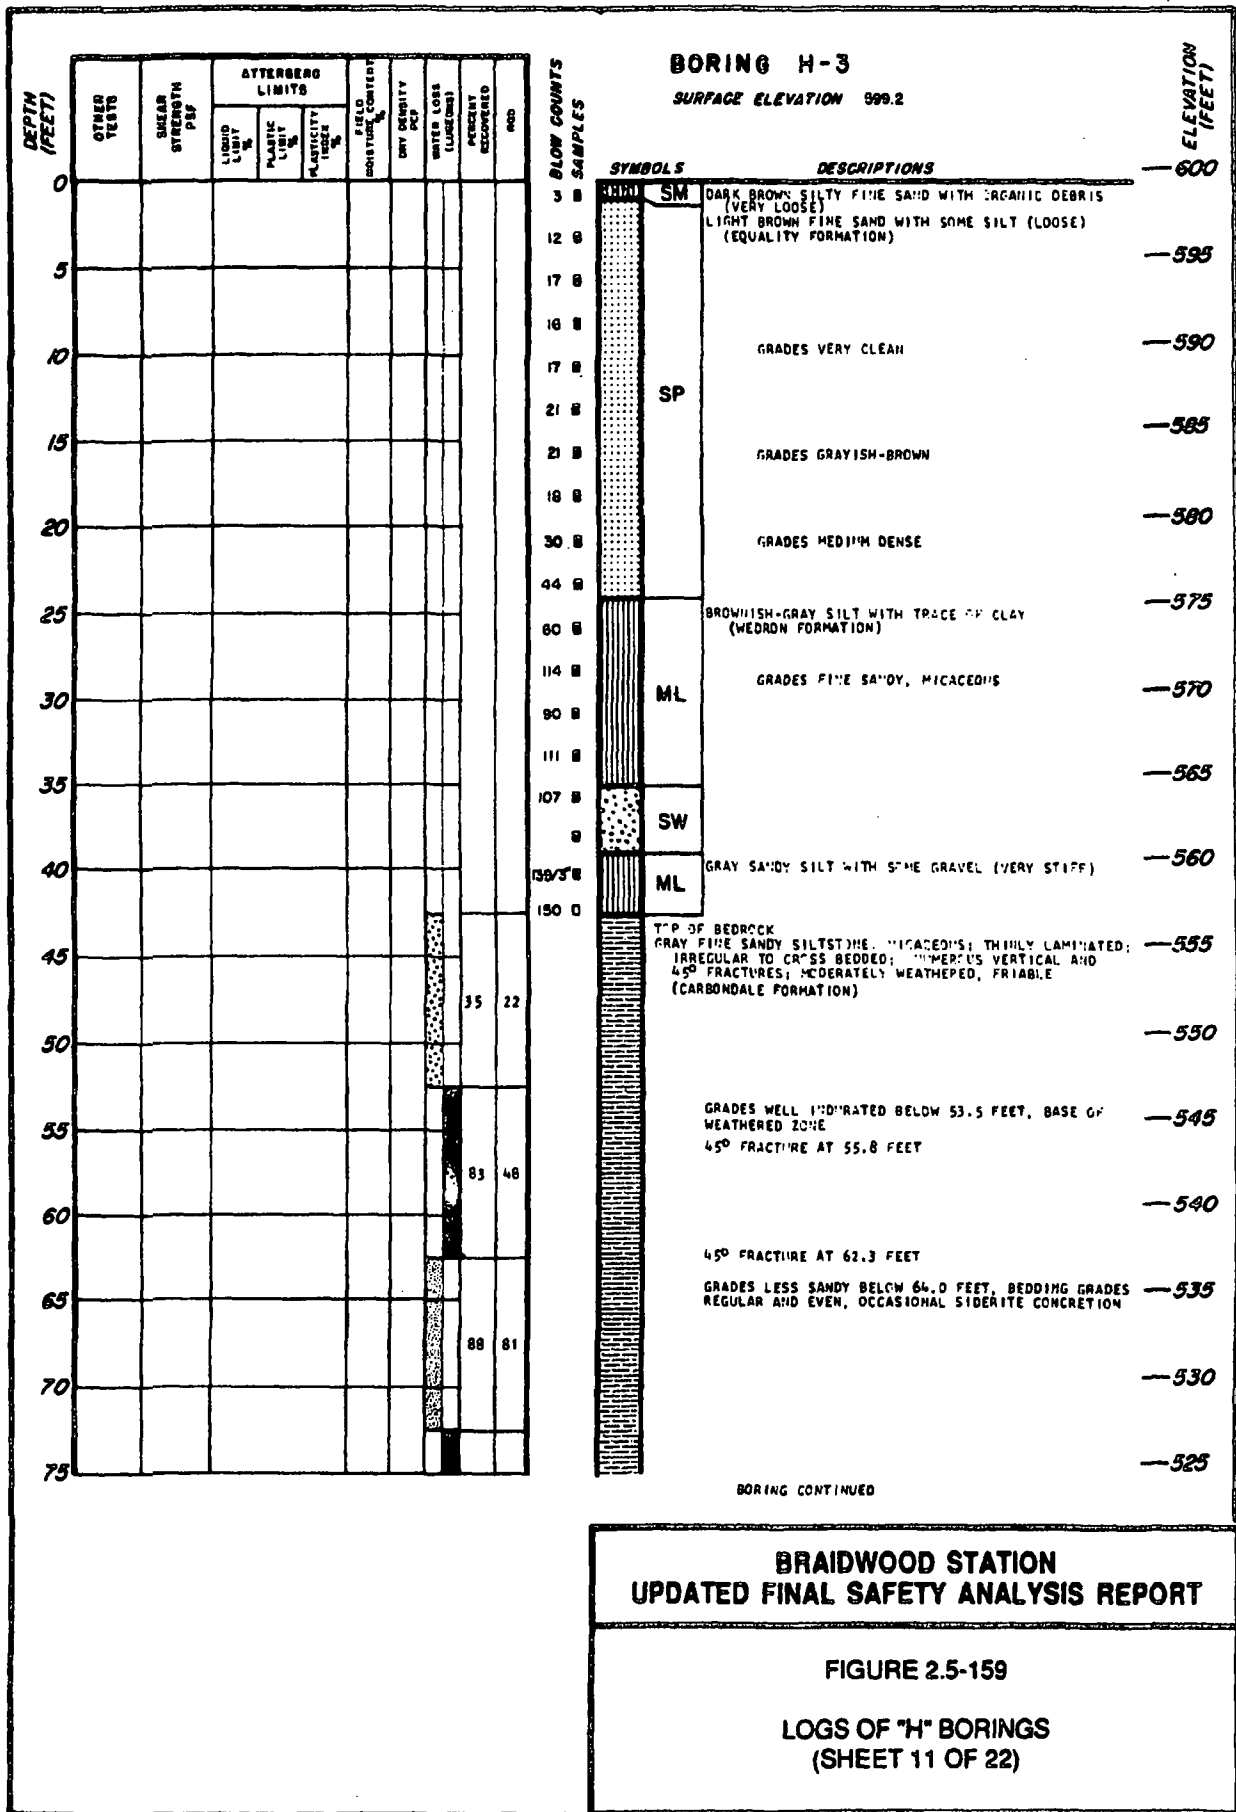 BORING H-3
SURFACE ELEVATION 599.2
DEPTH (FEET)
OTHER TESTS
SHEAR STRENGTH PSF
ATTERBERG LIMITS
LIQUID LIMIT %
PLASTIC LIMIT %
PLASTICITY INDEX %
FIELD MOISTURE CONTENT %
DRY DENSITY PCF
WATER LOSS (LUGEONS)
PERCENT RECOVERED
RQD
BLOW COUNTS
SAMPLES
SYMBOLS
DESCRIPTIONS
ELEVATION (FEET)
0
5
10
15
20
25
30
35
40
45
50
55
60
65
70
75
35 22
83 48
88 81
3
12
17
16
17
21
21
18
30
44
60
114
90
111
107
150
SM
SP
ML
SW
ML
DARK BROWN SILTY FINE SAND WITH ORGANIC DEBRIS
(VERY LOOSE)
LIGHT BROWN FINE SAND WITH SOME SILT (LOOSE)
(EQUALITY FORMATION)
GRADES VERY CLEAN
GRADES GRAYISH-BROWN
GRADES MEDIUM DENSE
BROWNISH-GRAY SILT WITH TRACE OF CLAY
(WEDRON FORMATION)
GRADES FINE SANDY, MICACEOUS
GRAY SANDY SILT WITH SOME GRAVEL (VERY STIFF)
TOP OF BEDROCK
GRAY FINE SANDY SILTSTONE. MICACEOUS; THINLY LAMINATED;
IRREGULAR TO CROSS BEDDED; NUMEROUS VERTICAL AND
45° FRACTURES; MODERATELY WEATHERED, FRIABLE
(CARBONDALE FORMATION)
GRADES WELL INDURATED BELOW 53.5 FEET, BASE OF
WEATHERED ZONE
45° FRACTURE AT 55.8 FEET
45° FRACTURE AT 62.3 FEET
GRADES LESS SANDY BELOW 64.0 FEET, BEDDING GRADES
REGULAR AND EVEN, OCCASIONAL SIDERITE CONCRETION
BORING CONTINUED
600
595
590
585
580
575
570
565
560
555
550
545
540
535
530
525
BRAIDWOOD STATION
UPDATED FINAL SAFETY ANALYSIS REPORT
FIGURE 2.5-159
LOGS OF "H" BORINGS
(SHEET 11 OF 22)